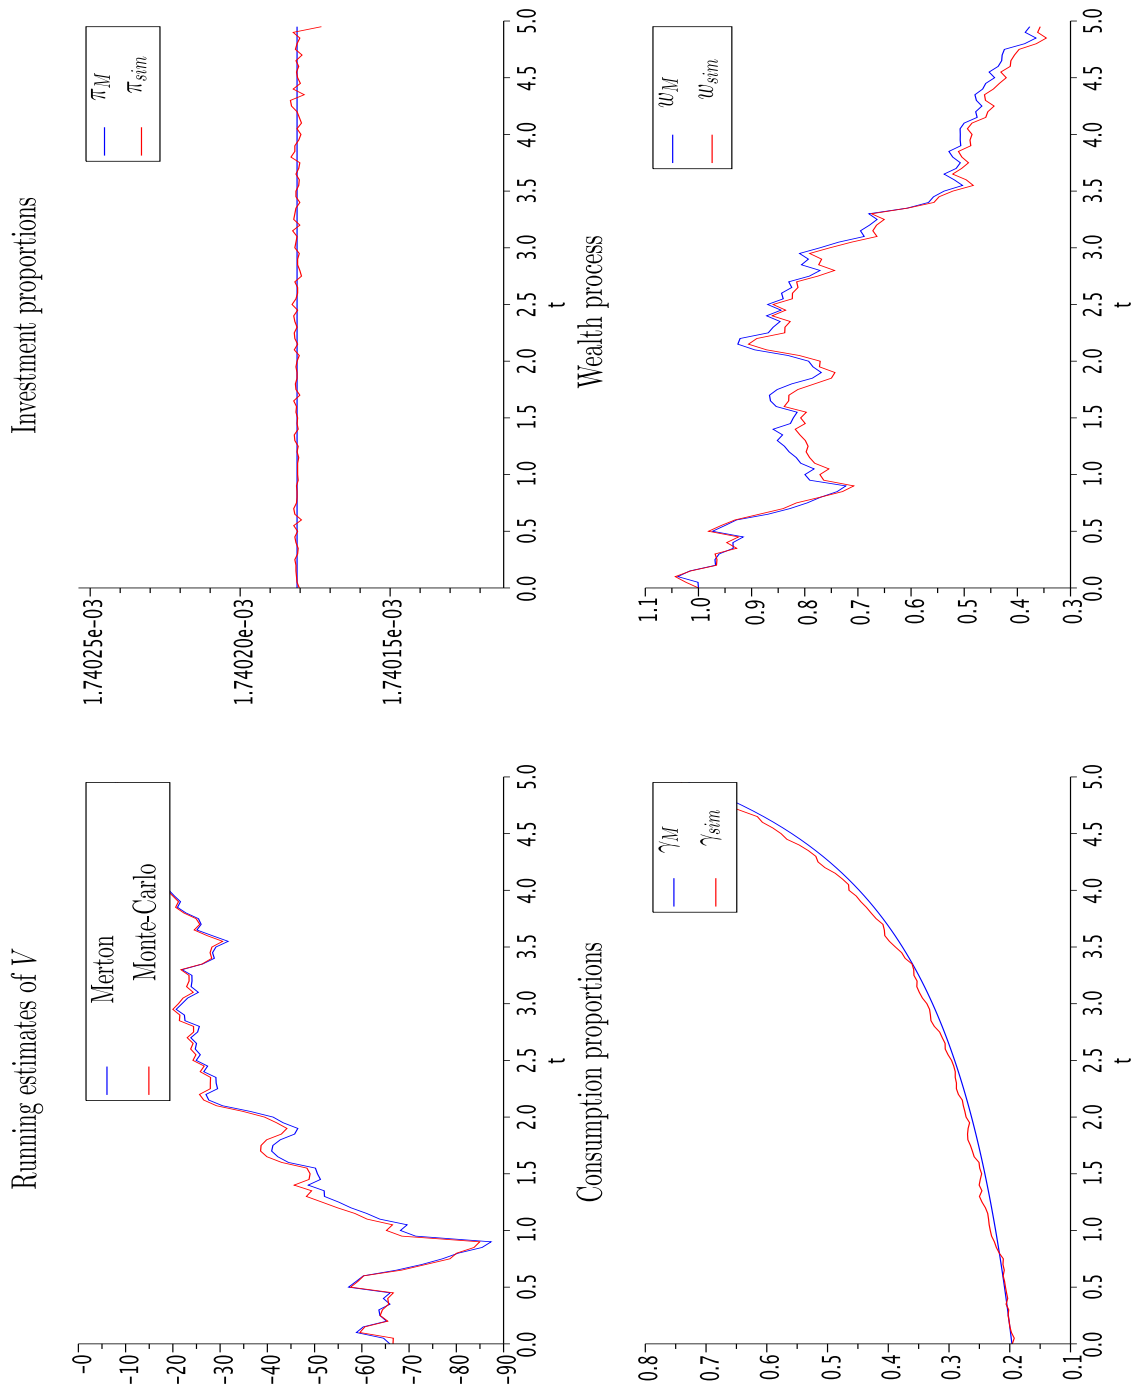 Running estimates of V
-0
-10
-20
-30
-40
-50
-60
-70
-80
-90
0.0 0.5 1.0 1.5 2.0 2.5 3.0 3.5 4.0 4.5 5.0
t
Merton
Monte-Carlo
Investment proportions
1.74025e-03
1.74020e-03
1.74015e-03
0.0 0.5 1.0 1.5 2.0 2.5 3.0 3.5 4.0 4.5 5.0
t
π_M
π_sim
Consumption proportions
0.8
0.7
0.6
0.5
0.4
0.3
0.2
0.1
0.0 0.5 1.0 1.5 2.0 2.5 3.0 3.5 4.0 4.5 5.0
t
γ_M
γ_sim
Wealth process
1.1
1.0
0.9
0.8
0.7
0.6
0.5
0.4
0.3
0.0 0.5 1.0 1.5 2.0 2.5 3.0 3.5 4.0 4.5 5.0
t
w_M
w_sim